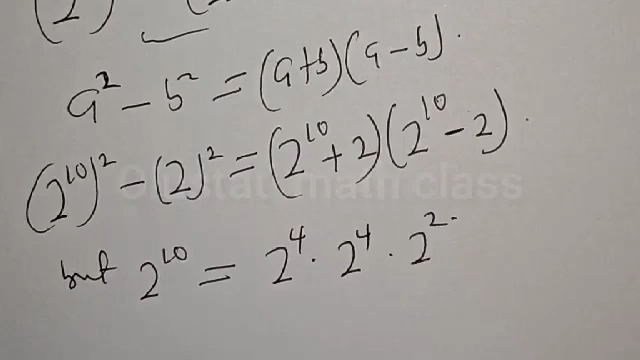 a² − b² = (a+b)(a − b).
(2¹⁰)² − (2)² = (2¹⁰ + 2)(2¹⁰ − 2).
but 2¹⁰ = 2⁴ . 2⁴ . 2².